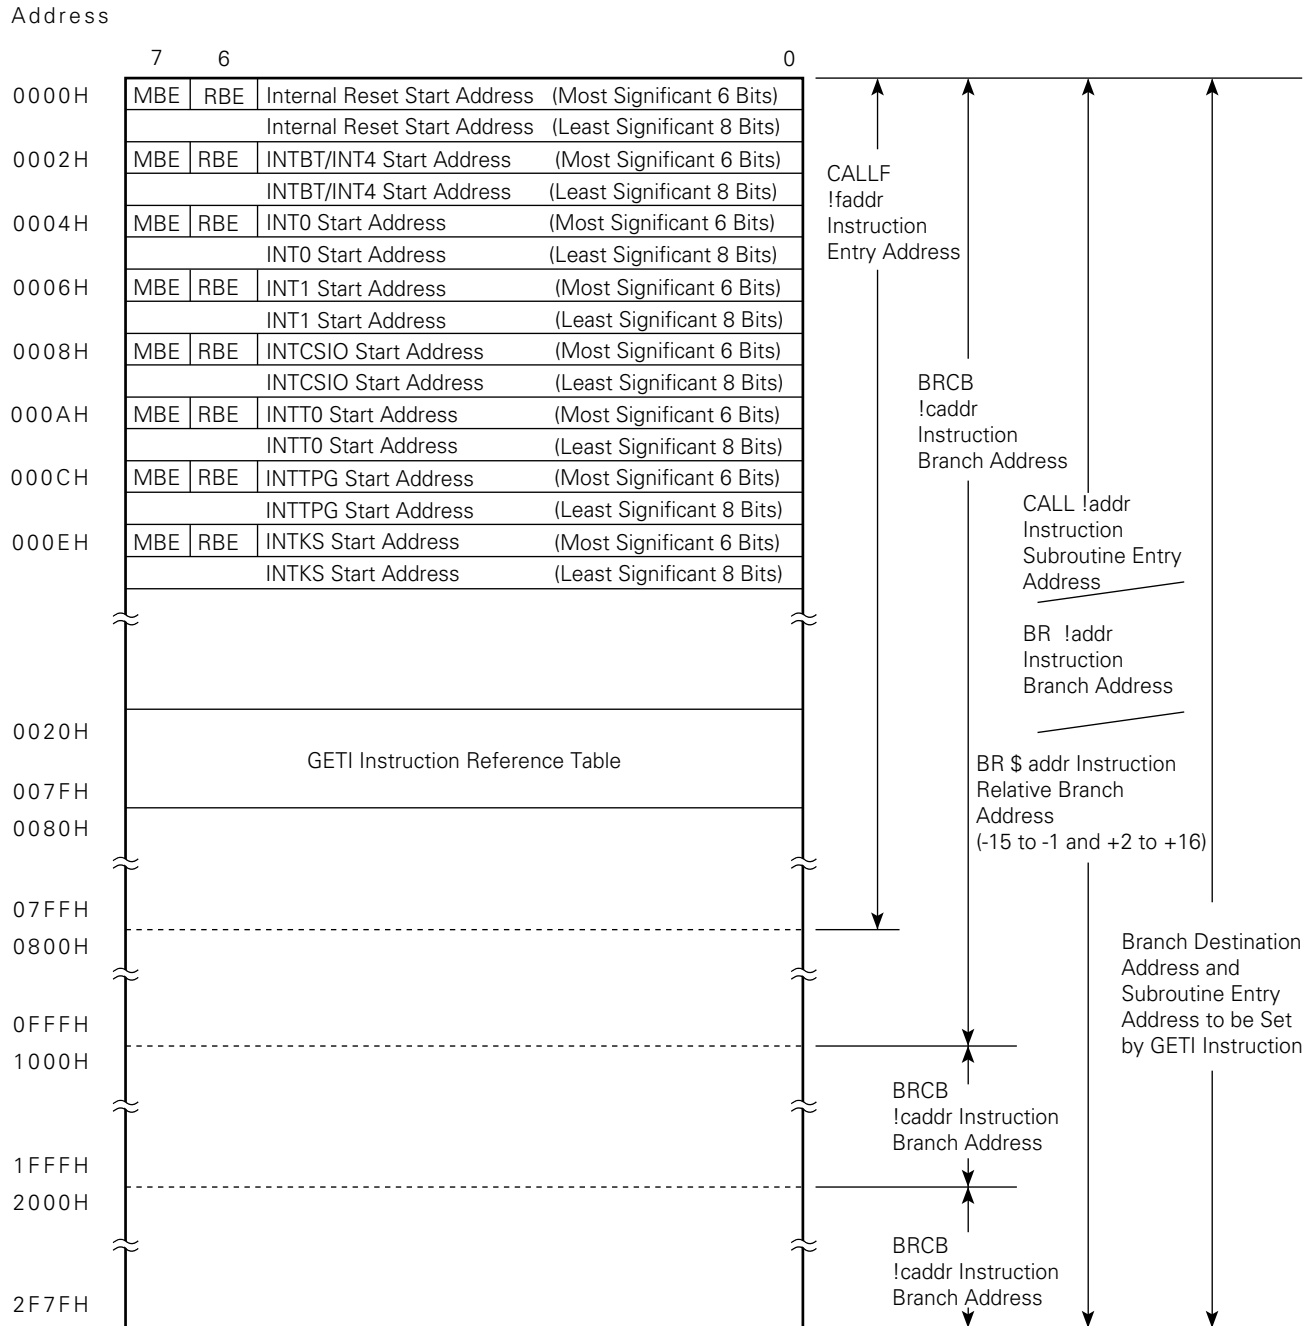 Address
7 6 0
0000H MBE RBE Internal Reset Start Address (Most Significant 6 Bits)
Internal Reset Start Address (Least Significant 8 Bits)
0002H MBE RBE INTBT/INT4 Start Address (Most Significant 6 Bits)
INTBT/INT4 Start Address (Least Significant 8 Bits)
0004H MBE RBE INT0 Start Address (Most Significant 6 Bits)
INT0 Start Address (Least Significant 8 Bits)
0006H MBE RBE INT1 Start Address (Most Significant 6 Bits)
INT1 Start Address (Least Significant 8 Bits)
0008H MBE RBE INTCSIO Start Address (Most Significant 6 Bits)
INTCSIO Start Address (Least Significant 8 Bits)
000AH MBE RBE INTT0 Start Address (Most Significant 6 Bits)
INTT0 Start Address (Least Significant 8 Bits)
000CH MBE RBE INTTPG Start Address (Most Significant 6 Bits)
INTTPG Start Address (Least Significant 8 Bits)
000EH MBE RBE INTKS Start Address (Most Significant 6 Bits)
INTKS Start Address (Least Significant 8 Bits)
0020H
GETI Instruction Reference Table
007FH
0080H
07FFH
0800H
0FFFH
1000H
1FFFH
2000H
2F7FH
CALLF
!faddr
Instruction
Entry Address
BRCB
!caddr
Instruction
Branch Address
CALL !addr
Instruction
Subroutine Entry
Address
BR !addr
Instruction
Branch Address
BR $ addr Instruction
Relative Branch
Address
(-15 to -1 and +2 to +16)
Branch Destination
Address and
Subroutine Entry
Address to be Set
by GETI Instruction
BRCB
!caddr Instruction
Branch Address
BRCB
!caddr Instruction
Branch Address